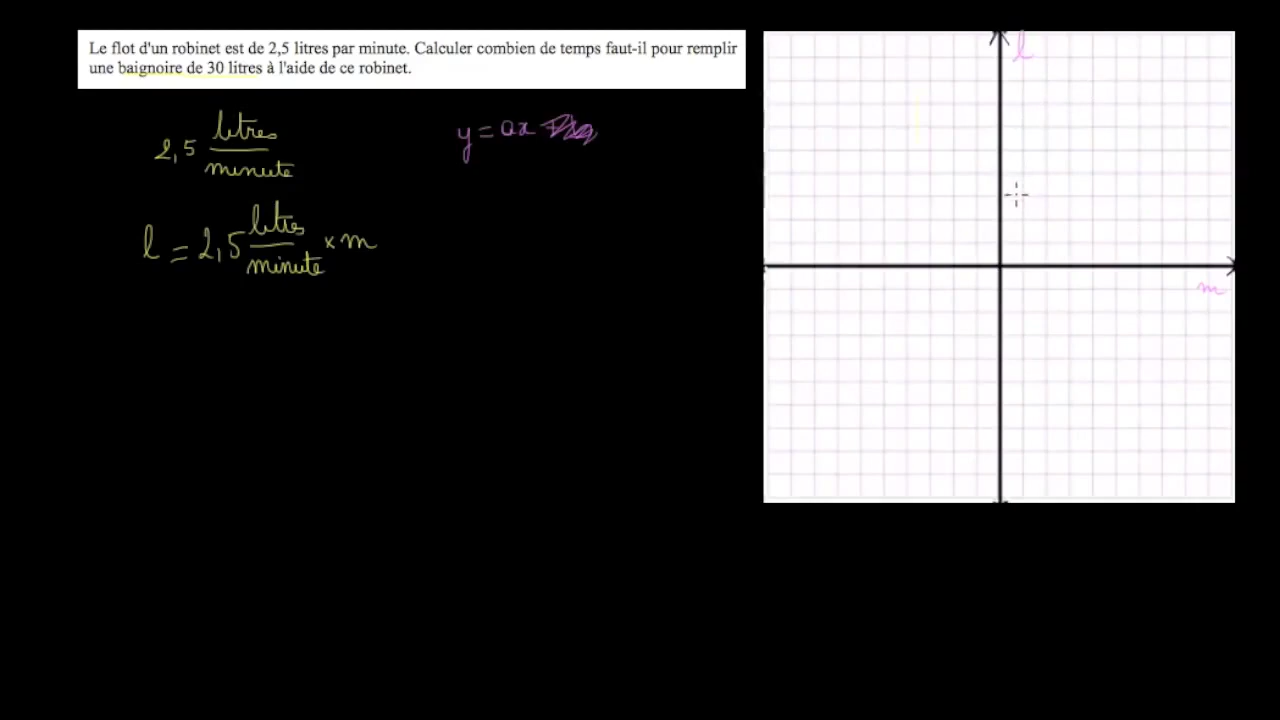 Le flot d'un robinet est de 2,5 litres par minute. Calculer combien de temps faut-il pour remplir
une baignoire de 30 litres à l'aide de ce robinet.
2,5 litres/minute
y = ax
l = 2,5 litres/minute × m
l
m